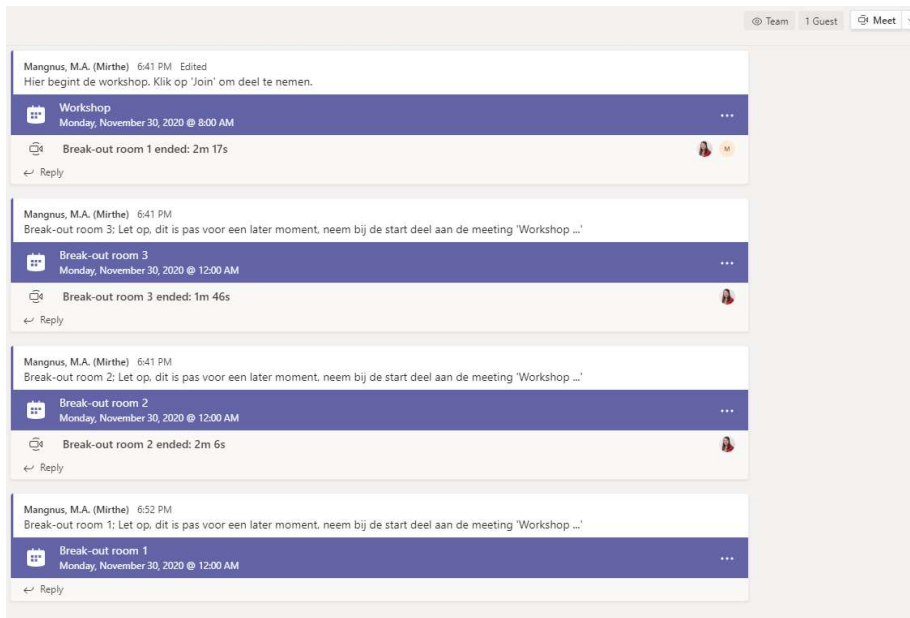 Team 1 Guest Meet
Mangnus, M.A. (Mirthe) 6:41 PM Edited
Hier begint de workshop. Klik op 'Join' om deel te nemen.
Workshop
Monday, November 30, 2020 @ 8:00 AM
Break-out room 1 ended: 2m 17s
M
Reply
Mangnus, M.A. (Mirthe) 6:41 PM
Break-out room 3; Let op, dit is pas voor een later moment, neem bij de start deel aan de meeting 'Workshop ...'
Break-out room 3
Monday, November 30, 2020 @ 12:00 AM
Break-out room 3 ended: 1m 46s
Reply
Mangnus, M.A. (Mirthe) 6:41 PM
Break-out room 2; Let op, dit is pas voor een later moment, neem bij de start deel aan de meeting 'Workshop ...'
Break-out room 2
Monday, November 30, 2020 @ 12:00 AM
Break-out room 2 ended: 2m 6s
Reply
Mangnus, M.A. (Mirthe) 6:52 PM
Break-out room 1; Let op, dit is pas voor een later moment, neem bij de start deel aan de meeting 'Workshop ...'
Break-out room 1
Monday, November 30, 2020 @ 12:00 AM
Reply